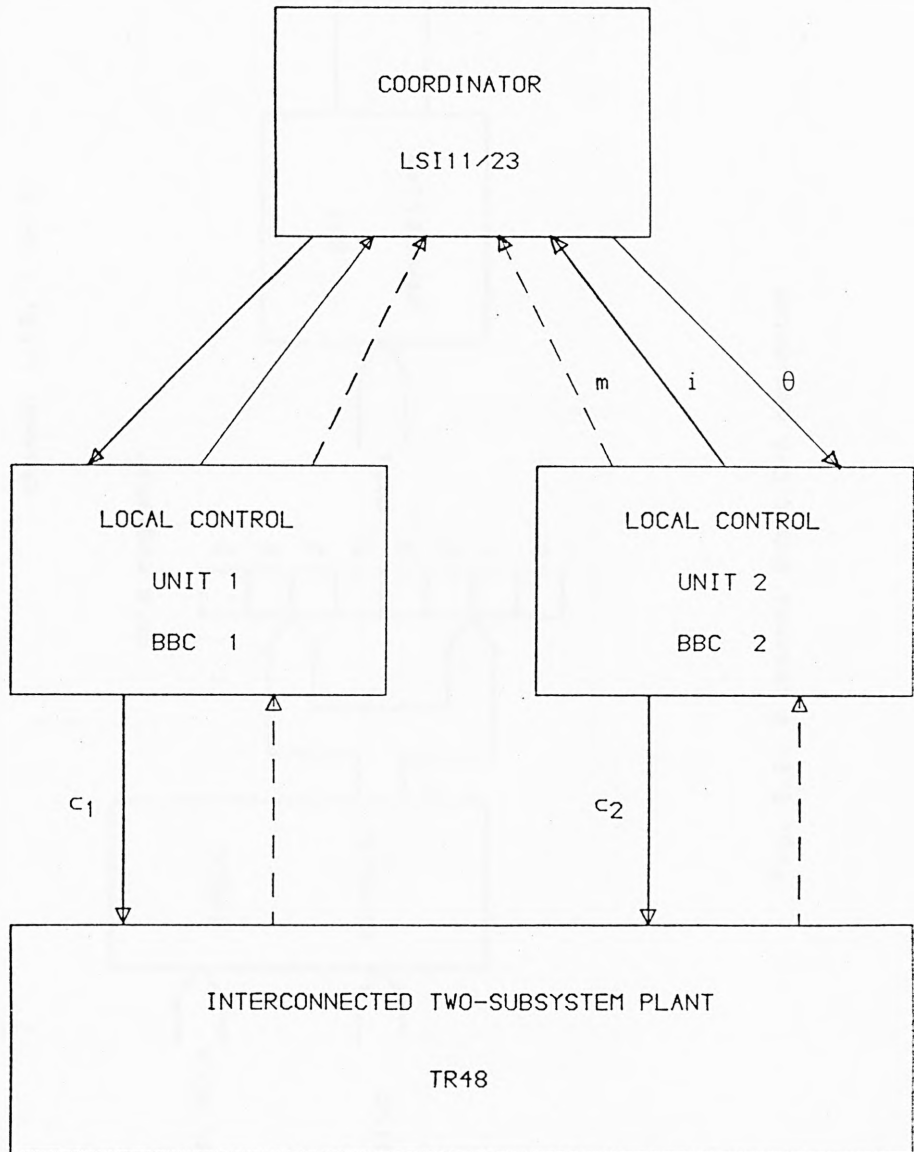 COORDINATOR
LSI11/23
m
i
θ
LOCAL CONTROL
UNIT 1
BBC 1
LOCAL CONTROL
UNIT 2
BBC 2
c1
c2
INTERCONNECTED TWO-SUBSYSTEM PLANT
TR48